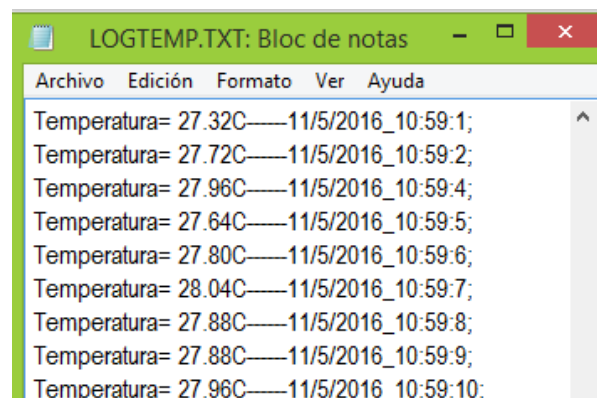 LOGTEMP.TXT: Bloc de notas
Archivo Edición Formato Ver Ayuda
Temperatura= 27.32C------11/5/2016_10:59:1;
Temperatura= 27.72C------11/5/2016_10:59:2;
Temperatura= 27.96C------11/5/2016_10:59:4;
Temperatura= 27.64C------11/5/2016_10:59:5;
Temperatura= 27.80C------11/5/2016_10:59:6;
Temperatura= 28.04C------11/5/2016_10:59:7;
Temperatura= 27.88C------11/5/2016_10:59:8;
Temperatura= 27.88C------11/5/2016_10:59:9;
Temperatura= 27.96C------11/5/2016_10:59:10;